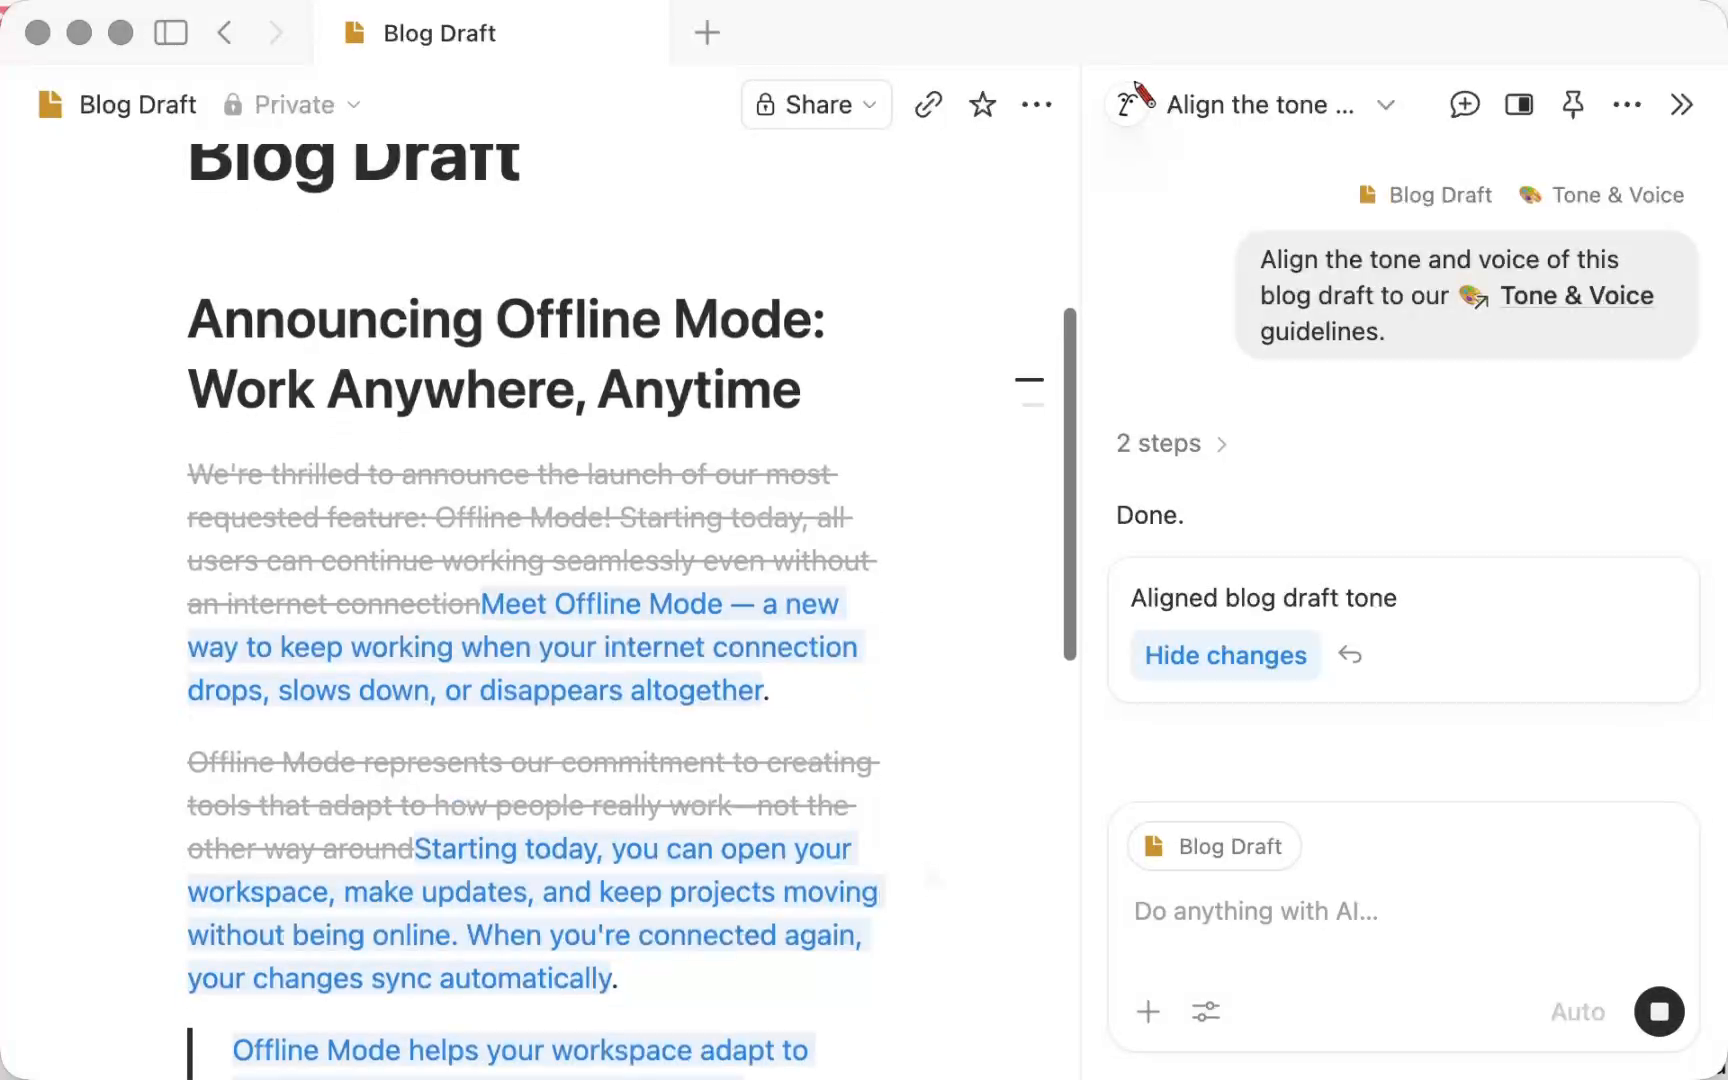 Blog Draft
Blog Draft
Private
Share
Blog Draft
Announcing Offline Mode:
Work Anywhere, Anytime
We're thrilled to announce the launch of our most
requested feature: Offline Mode! Starting today, all
users can continue working seamlessly even without
an internet connectionMeet Offline Mode — a new
way to keep working when your internet connection
drops, slows down, or disappears altogether.
Offline Mode represents our commitment to creating
tools that adapt to how people really work—not the
other way aroundStarting today, you can open your
workspace, make updates, and keep projects moving
without being online. When you're connected again,
your changes sync automatically.
Offline Mode helps your workspace adapt to
Align the tone ...
Blog Draft
Tone & Voice
Align the tone and voice of this
blog draft to our Tone & Voice
guidelines.
2 steps
Done.
Aligned blog draft tone
Hide changes
Blog Draft
Do anything with AI...
Auto